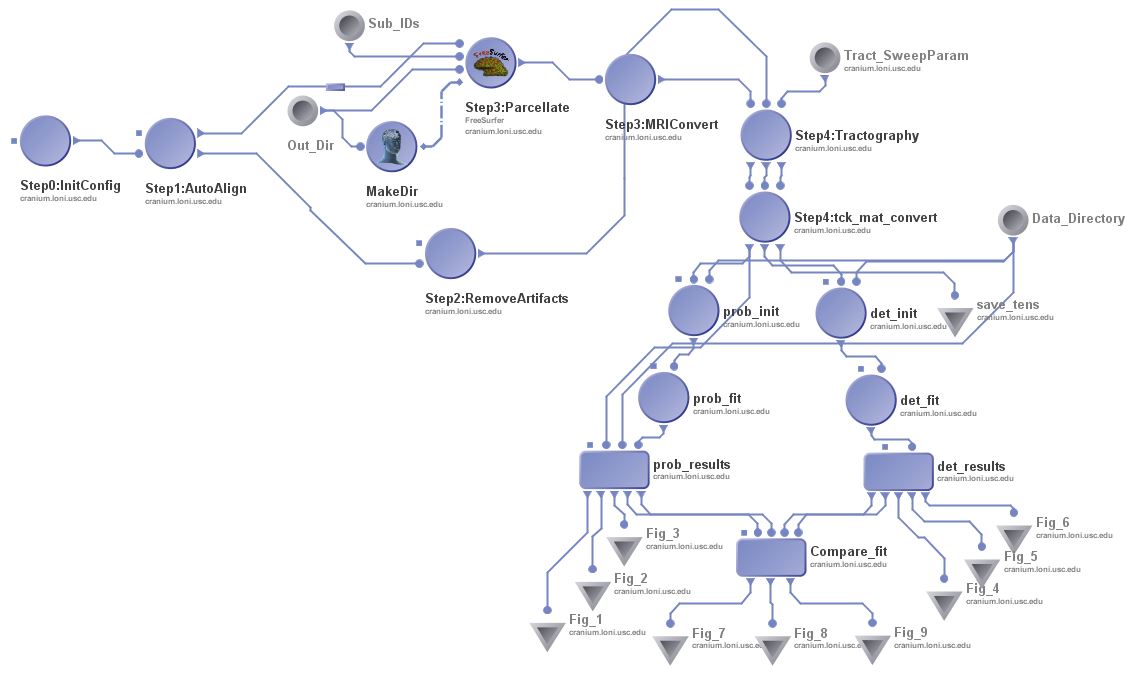 Sub_IDs
Tract_SweepParam
cranium.loni.usc.edu
FreeSurfer
Step3:Parcellate
FreeSurfer
cranium.loni.usc.edu
Step3:MRIConvert
cranium.loni.usc.edu
Step4:Tractography
cranium.loni.usc.edu
Out_Dir
Step0:InitConfig
cranium.loni.usc.edu
Step1:AutoAlign
cranium.loni.usc.edu
MakeDir
cranium.loni.usc.edu
Step4:tck_mat_convert
cranium.loni.usc.edu
Data_Directory
Step2:RemoveArtifacts
cranium.loni.usc.edu
prob_init
cranium.loni.usc.edu
det_init
cranium.loni.usc.edu
save_tens
cranium.loni.usc.edu
prob_fit
cranium.loni.usc.edu
det_fit
cranium.loni.usc.edu
prob_results
cranium.loni.usc.edu
det_results
cranium.loni.usc.edu
Fig_3
cranium.loni.usc.edu
Fig_6
cranium.loni.usc.edu
Compare_fit
cranium.loni.usc.edu
Fig_5
cranium.loni.usc.edu
Fig_2
cranium.loni.usc.edu
Fig_4
cranium.loni.usc.edu
Fig_1
cranium.loni.usc.edu
Fig_7
cranium.loni.usc.e
Fig_8
cranium.loni.usc.e
Fig_9
cranium.loni.usc.edu